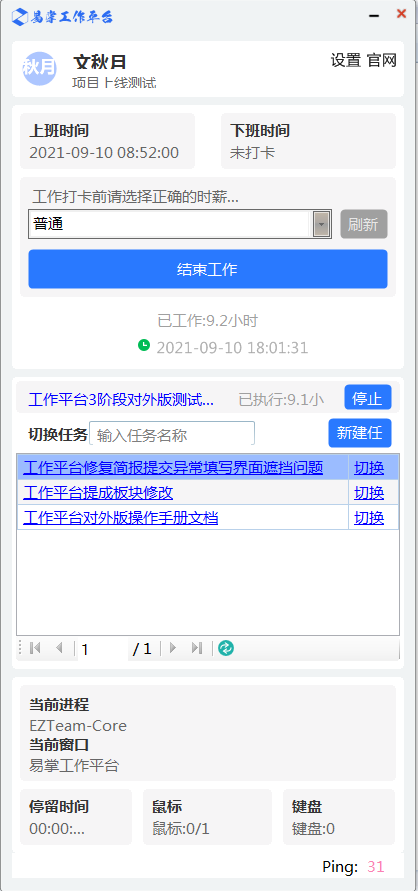 易掌工作平台
秋月
文秋月
设置 官网
项目上线测试
上班时间
2021-09-10 08:52:00
下班时间
未打卡
工作打卡前请选择正确的时薪...
普通
刷新
结束工作
已工作:9.2小时
2021-09-10 18:01:31
工作平台3阶段对外版测试...
已执行:9.1小
停止
切换任务
输入任务名称
新建任
工作平台修复简报提交异常填写界面遮挡问题 切换
工作平台提成板块修改 切换
工作平台对外版操作手册文档 切换
1 / 1
当前进程
EZTeam-Core
当前窗口
易掌工作平台
停留时间
00:00:...
鼠标
鼠标:0/1
键盘
键盘:0
Ping: 31